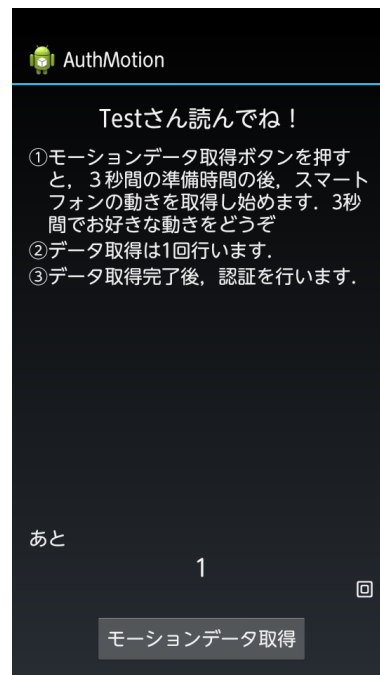 AuthMotion
Testさん読んでね！
①モーションデータ取得ボタンを押す
と，３秒間の準備時間の後，スマート
フォンの動きを取得し始めます．3秒
間でお好きな動きをどうぞ
②データ取得は1回行います．
③データ取得完了後，認証を行います．
あと
1
回
モーションデータ取得